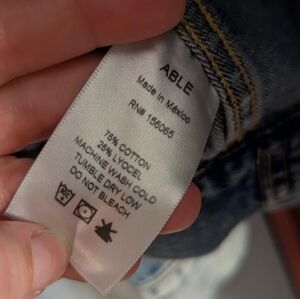 ABLE
Made in Mexico
RN# 156065
75% COTTON
25% LYOCEL
MACHINE WASH COLD
TUMBLE DRY LOW
DO NOT BLEACH